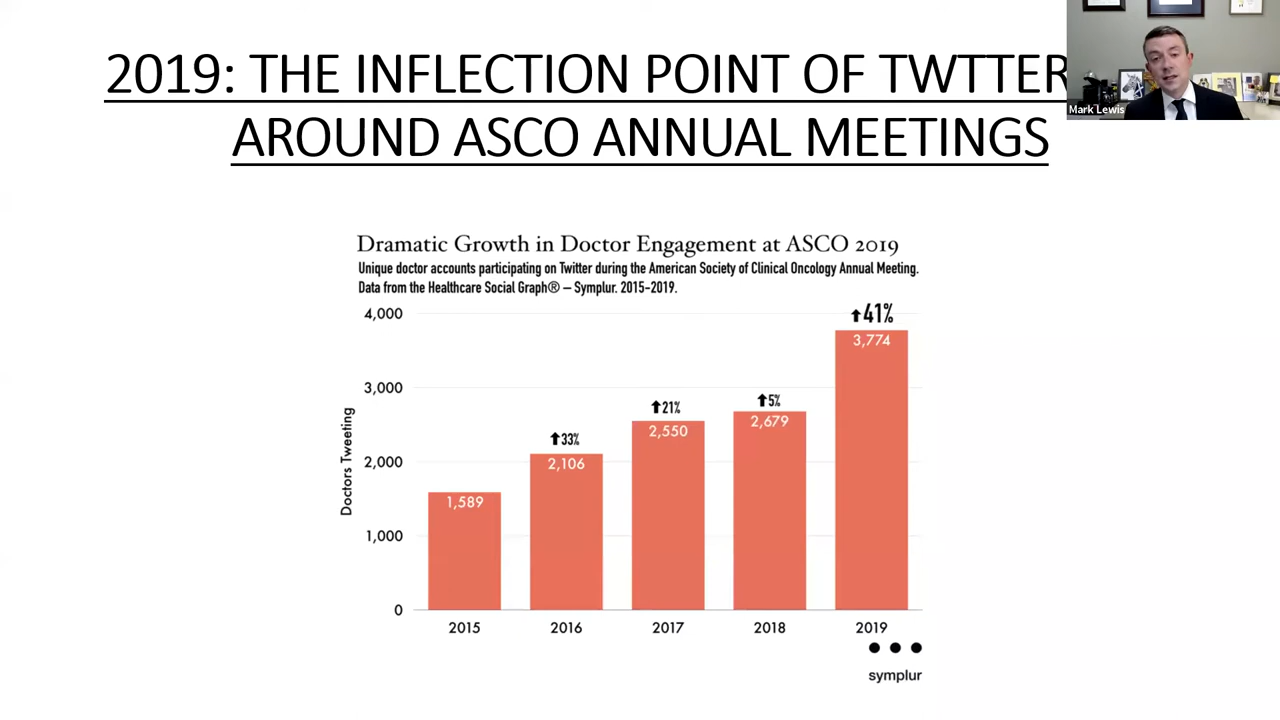 2019: THE INFLECTION POINT OF TWTTER
AROUND ASCO ANNUAL MEETINGS
Mark Lewis
Dramatic Growth in Doctor Engagement at ASCO 2019
Unique doctor accounts participating on Twitter during the American Society of Clinical Oncology Annual Meeting.
Data from the Healthcare Social Graph® – Symplur. 2015-2019.
Doctors Tweeting
4,000
3,000
2,000
1,000
0
1,589
⬆33%
2,106
⬆21%
2,550
⬆5%
2,679
⬆41%
3,774
2015 2016 2017 2018 2019
symplur